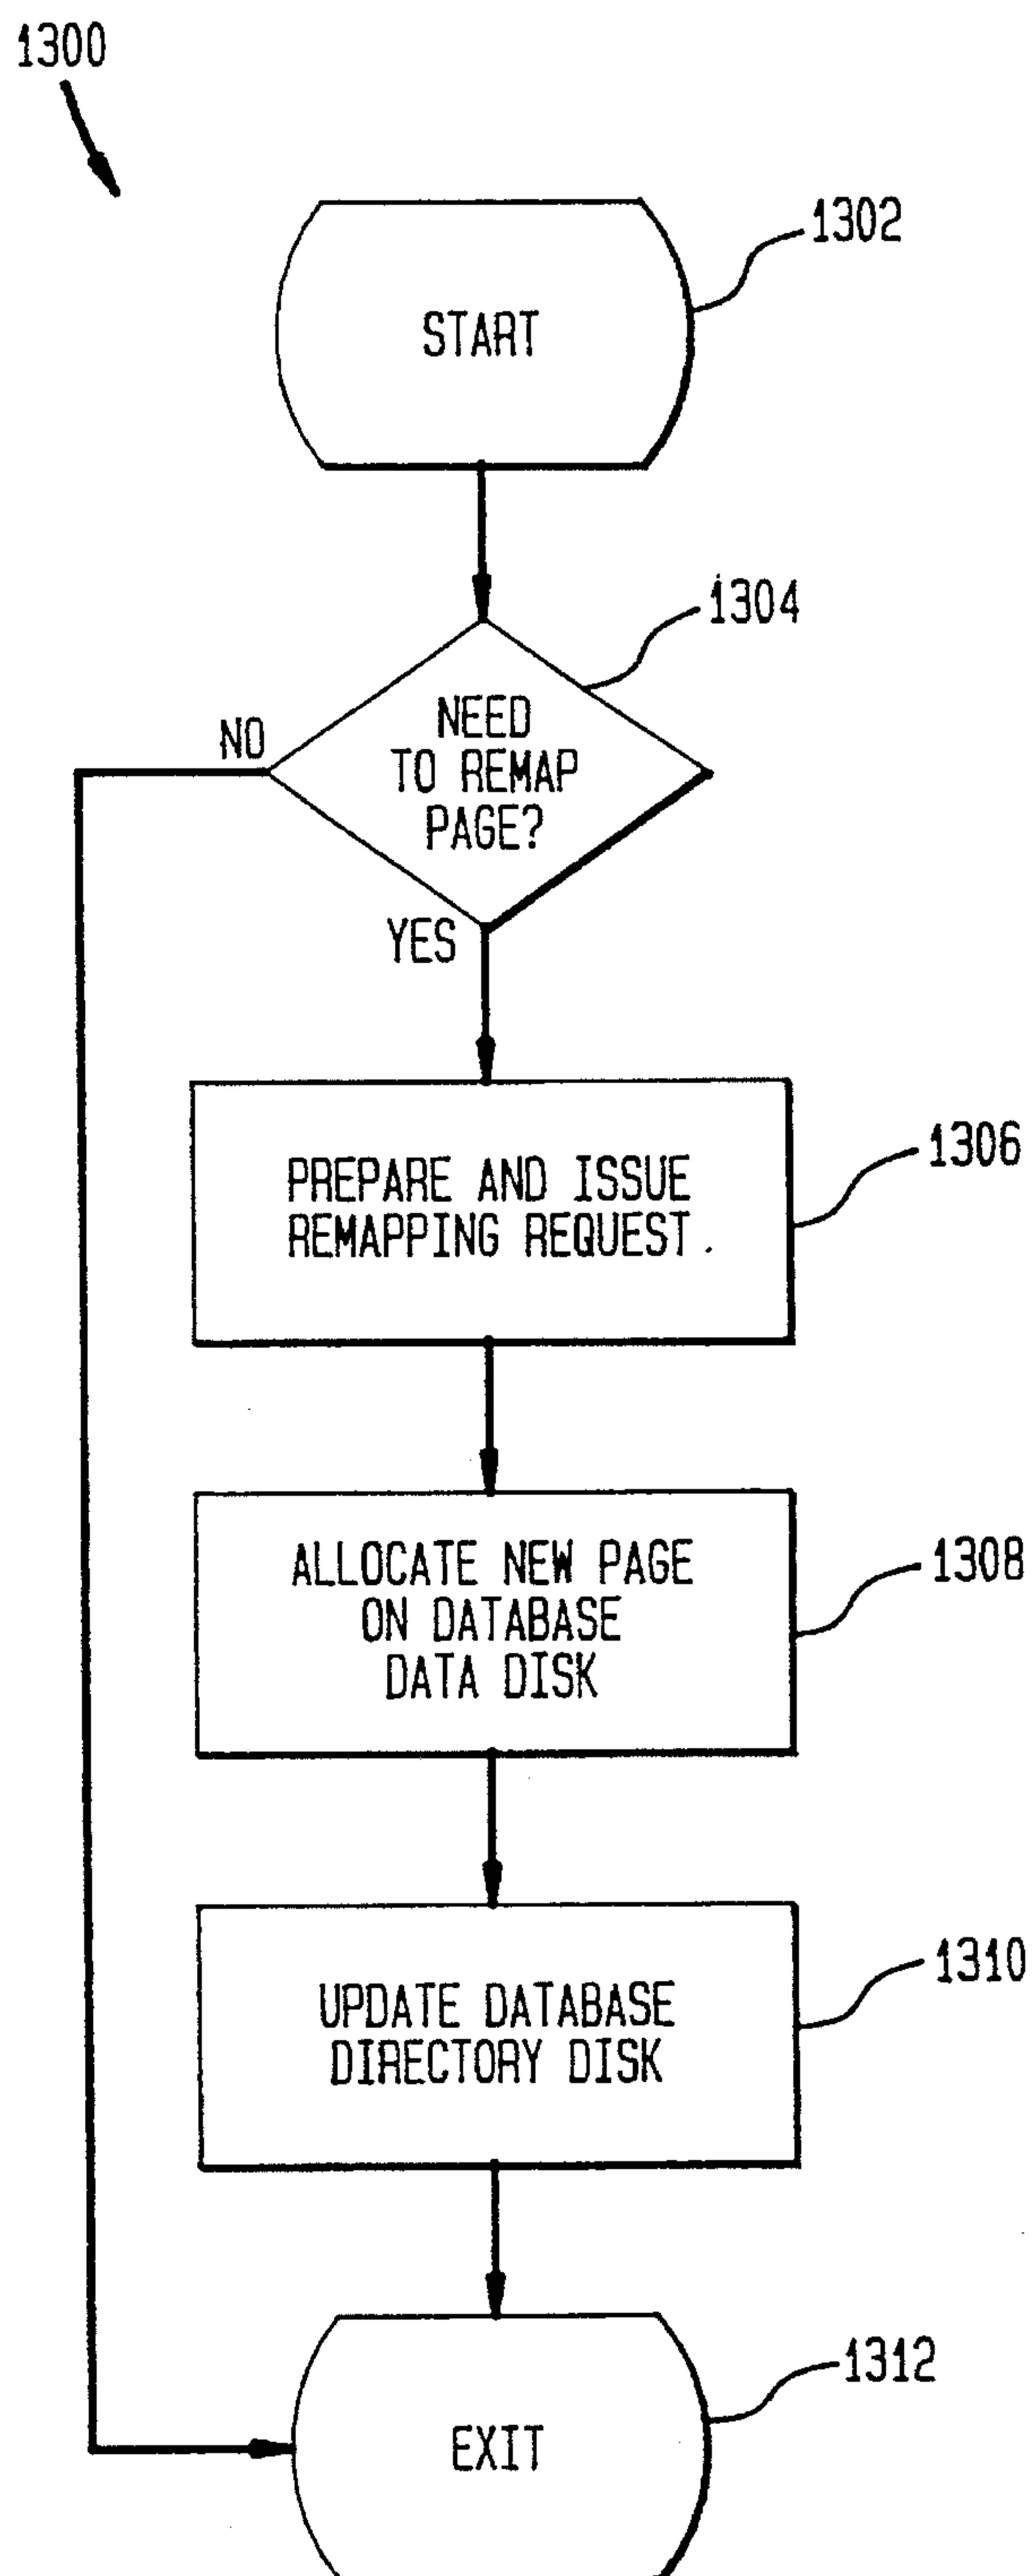 1300
1302
START
1304
NEED
TO REMAP
PAGE?
NO
YES
1306
PREPARE AND ISSUE
REMAPPING REQUEST.
1308
ALLOCATE NEW PAGE
ON DATABASE
DATA DISK
1310
UPDATE DATABASE
DIRECTORY DISK
1312
EXIT